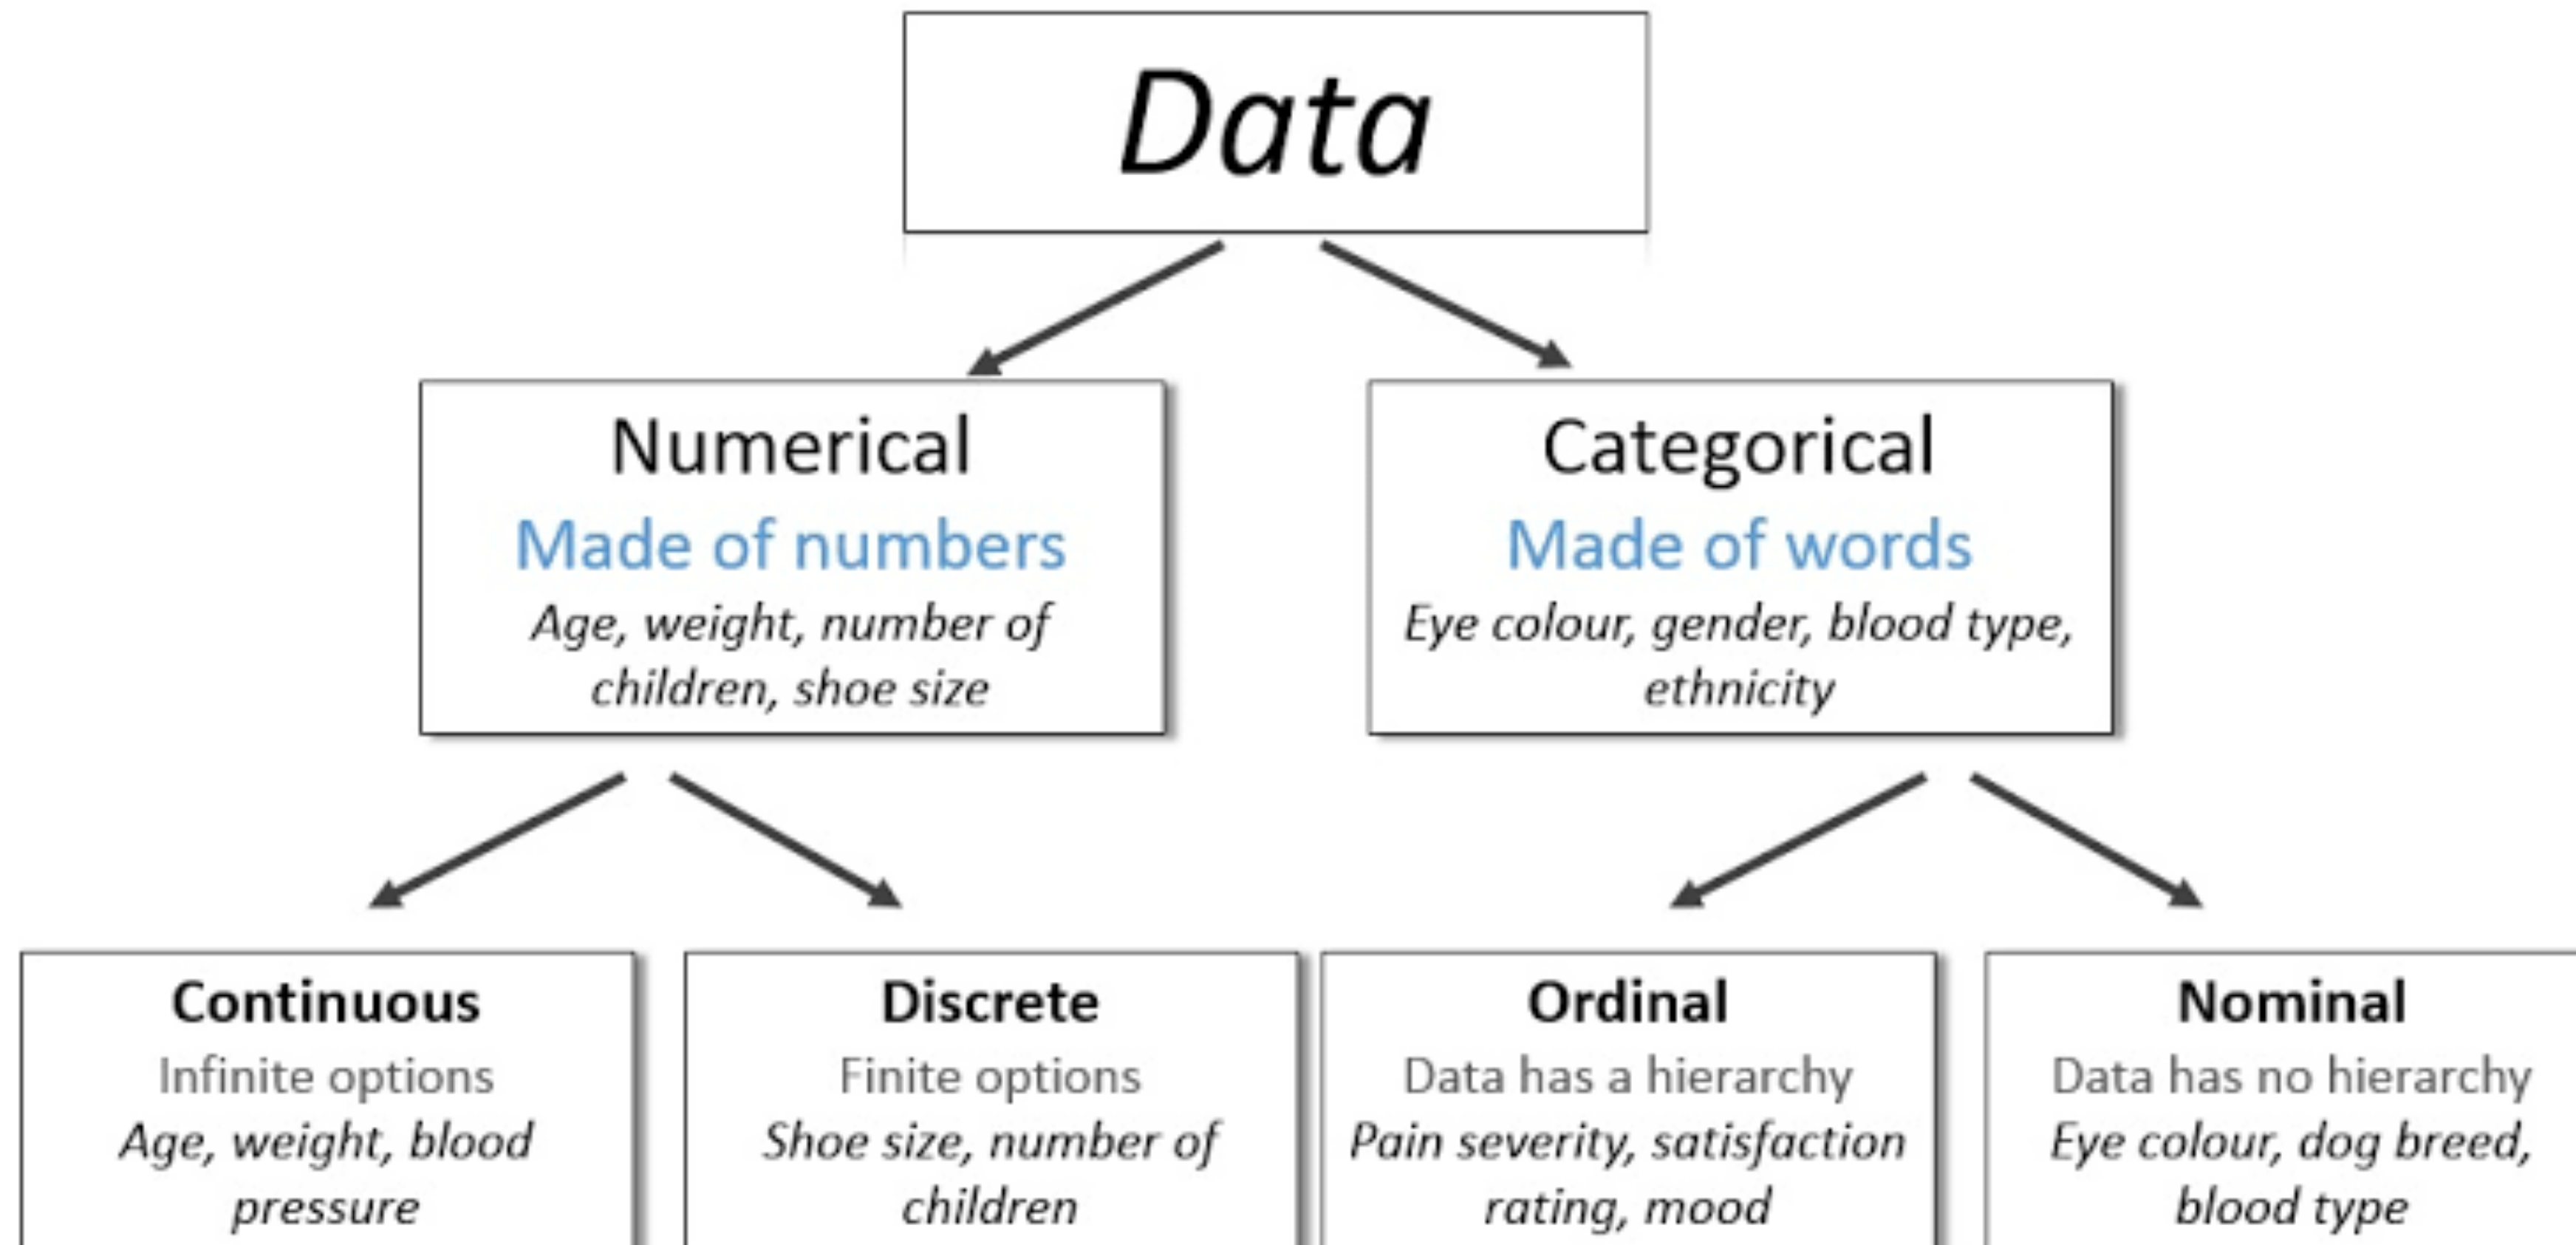 Data
Numerical
Made of numbers
Age, weight, number of
children, shoe size
Categorical
Made of words
Eye colour, gender, blood type,
ethnicity
Continuous
Infinite options
Age, weight, blood
pressure
Discrete
Finite options
Shoe size, number of
children
Ordinal
Data has a hierarchy
Pain severity, satisfaction
rating, mood
Nominal
Data has no hierarchy
Eye colour, dog breed,
blood type